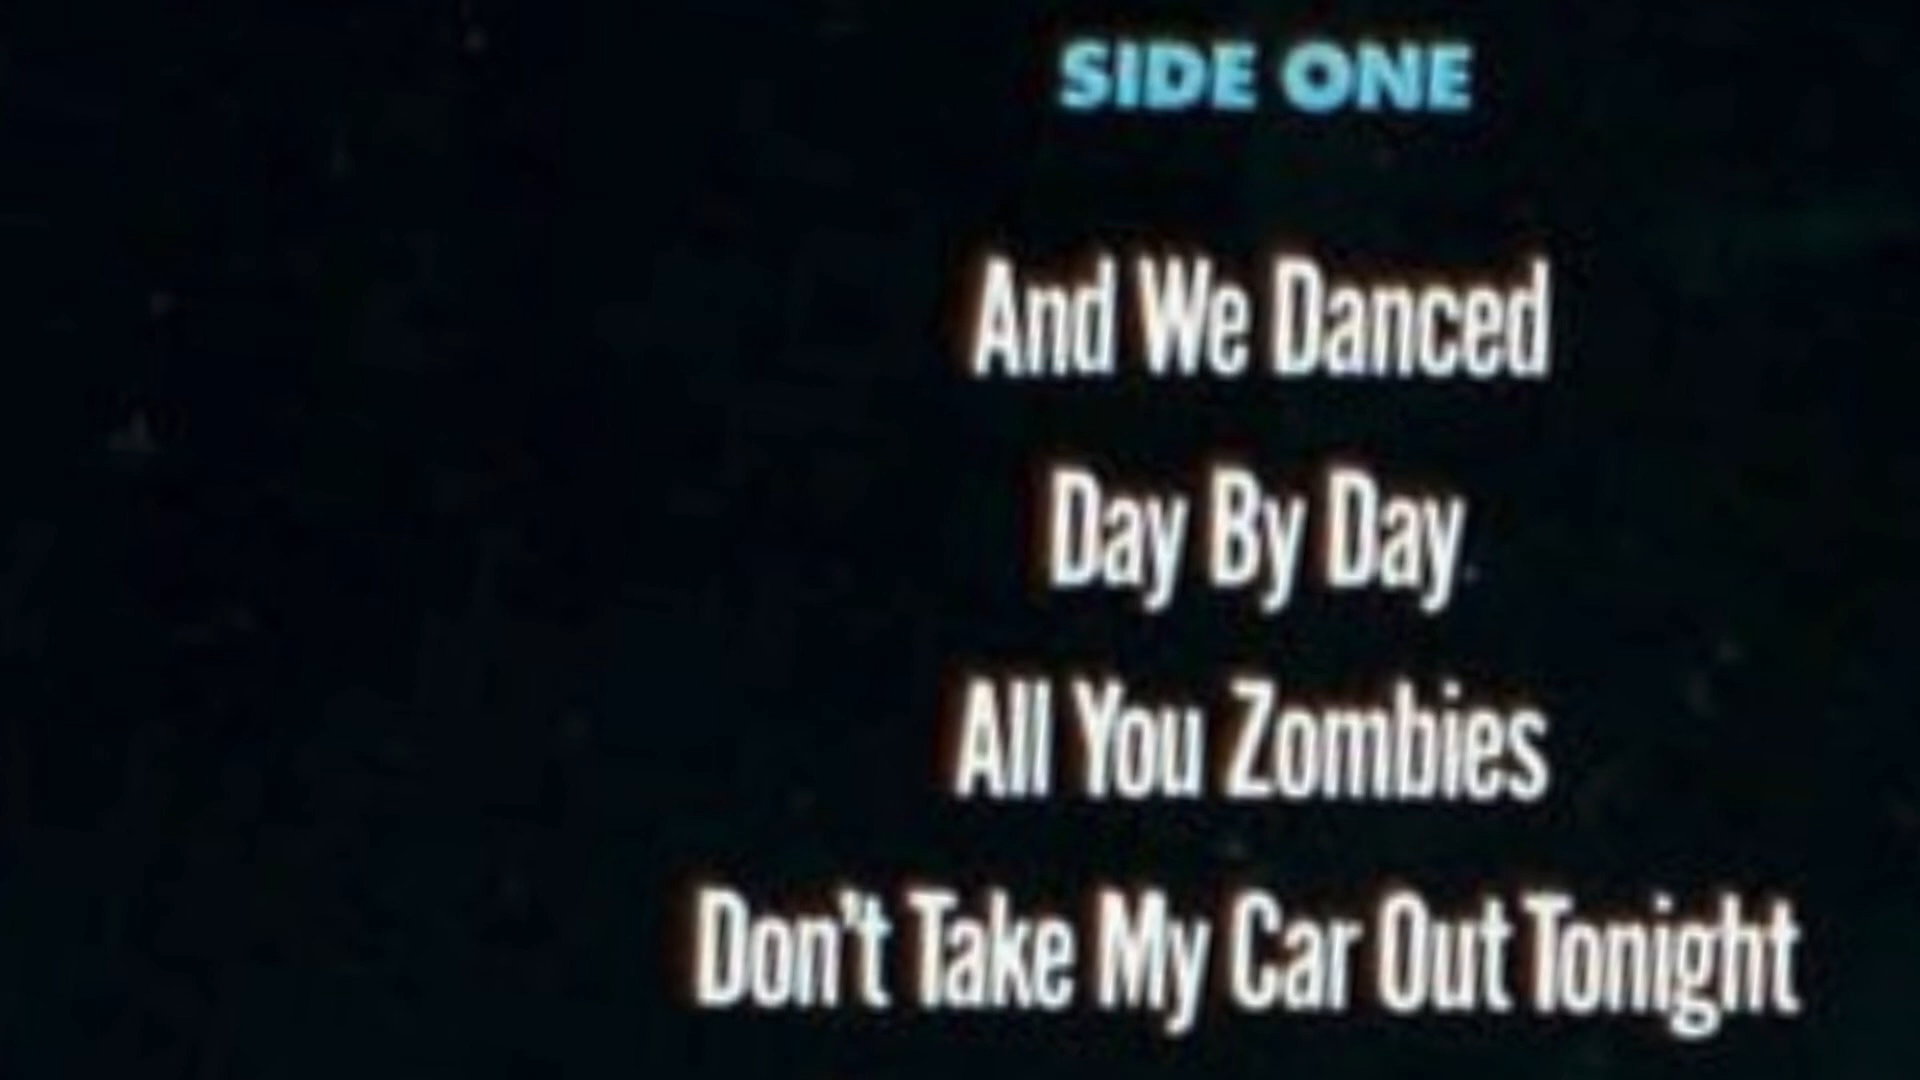 SIDE ONE
And We Danced
Day By Day
All You Zombies
Don't Take My Car Out Tonight